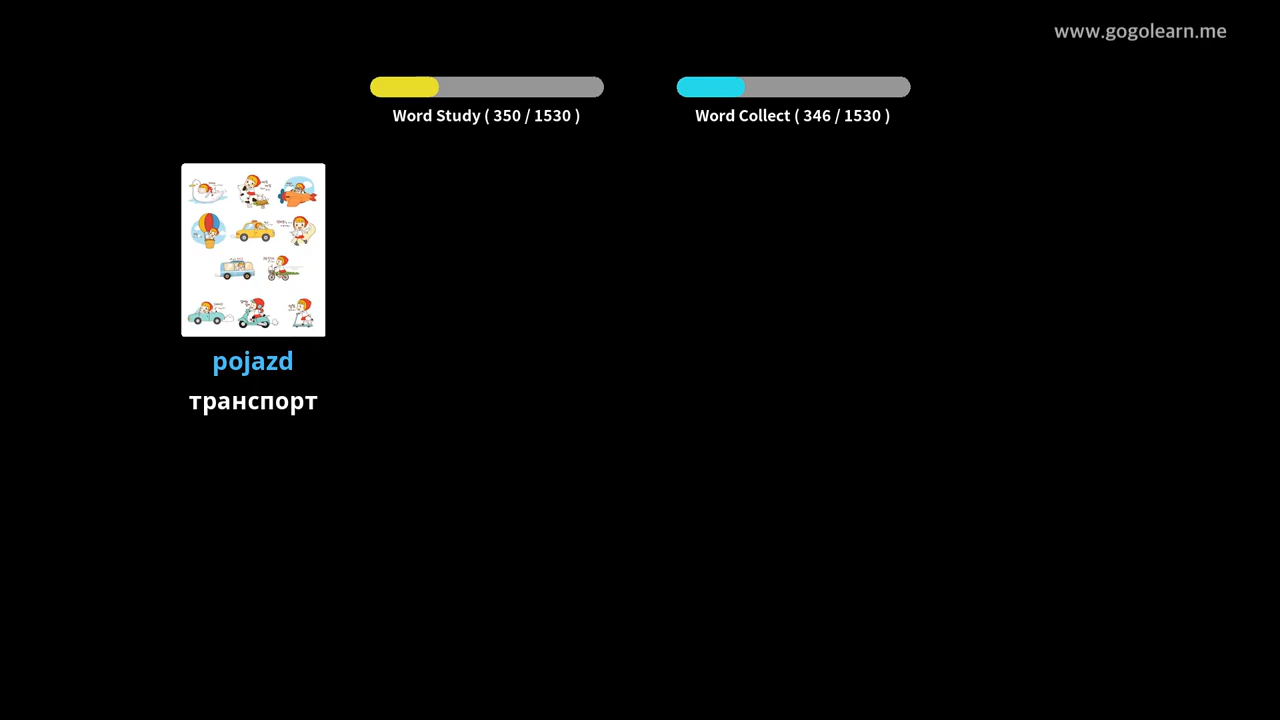 www.gogolearn.me
Word Study ( 350 / 1530 )
Word Collect ( 346 / 1530 )
pojazd
транспорт